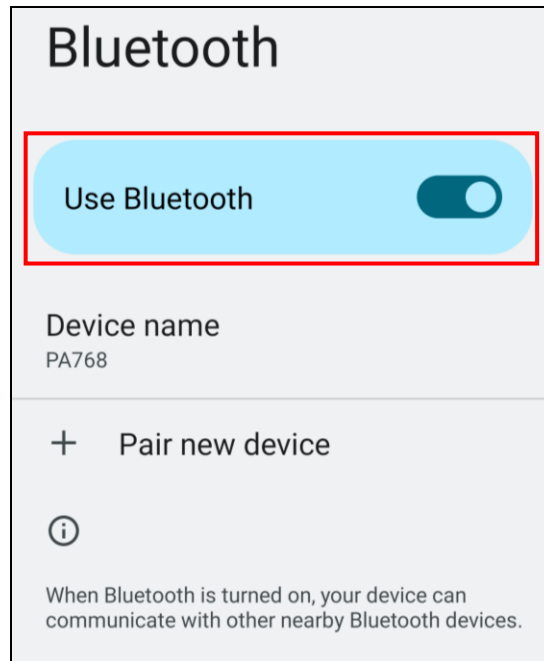 Bluetooth
Use Bluetooth
Device name
PA768
Pair new device
When Bluetooth is turned on, your device can
communicate with other nearby Bluetooth devices.